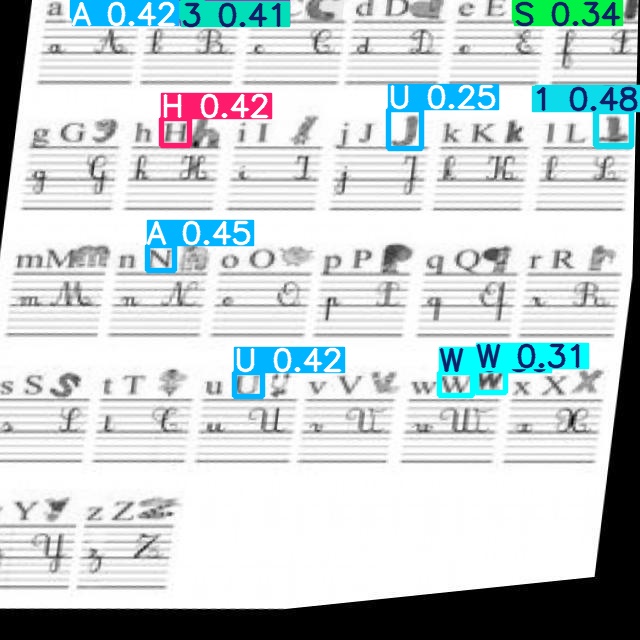 A 0.42 3 0.41 S 0.34
a A b B c C d D e E f
H 0.42 U 0.25 1 0.48
g G h H i I j J k K l L
g G h H i I j J k K l L
A 0.45
m M n N o O p P q Q r R
m M n N o O p P q Q r R
U 0.42 W W 0.31
s S t T u U v V w W x X
s S t T u U v V w W x X
Y z Z
Y z Z